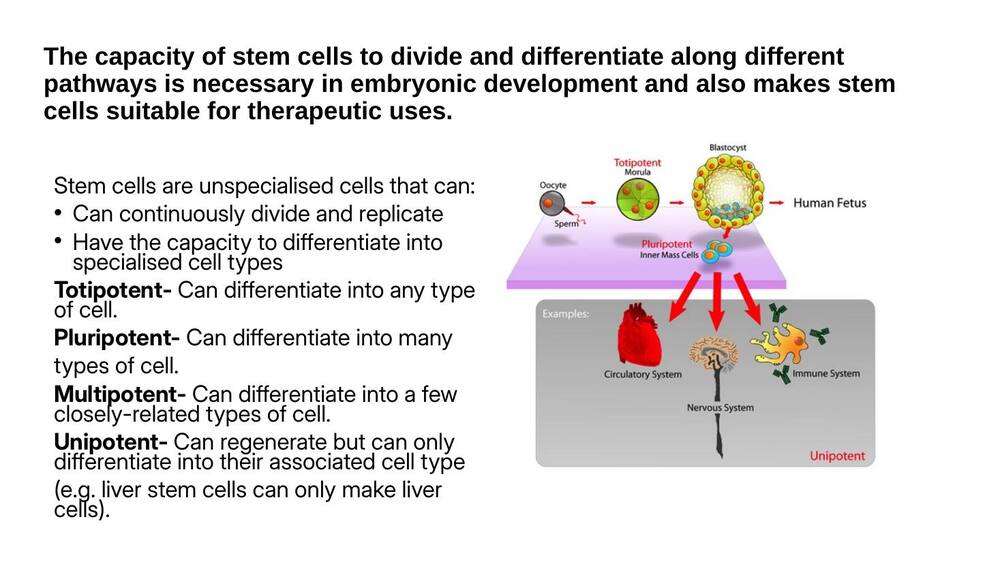 The capacity of stem cells to divide and differentiate along different
pathways is necessary in embryonic development and also makes stem
cells suitable for therapeutic uses.
Stem cells are unspecialised cells that can:
• Can continuously divide and replicate
• Have the capacity to differentiate into
specialised cell types
Totipotent- Can differentiate into any type
of cell.
Pluripotent- Can differentiate into many
types of cell.
Multipotent- Can differentiate into a few
closely-related types of cell.
Unipotent- Can regenerate but can only
differentiate into their associated cell type
(e.g. liver stem cells can only make liver
cells).
Blastocyst
Totipotent
Morula
Oocyte
Sperm
Human Fetus
Pluripotent
Inner Mass Cells
Examples:
Circulatory System
Immune System
Nervous System
Unipotent